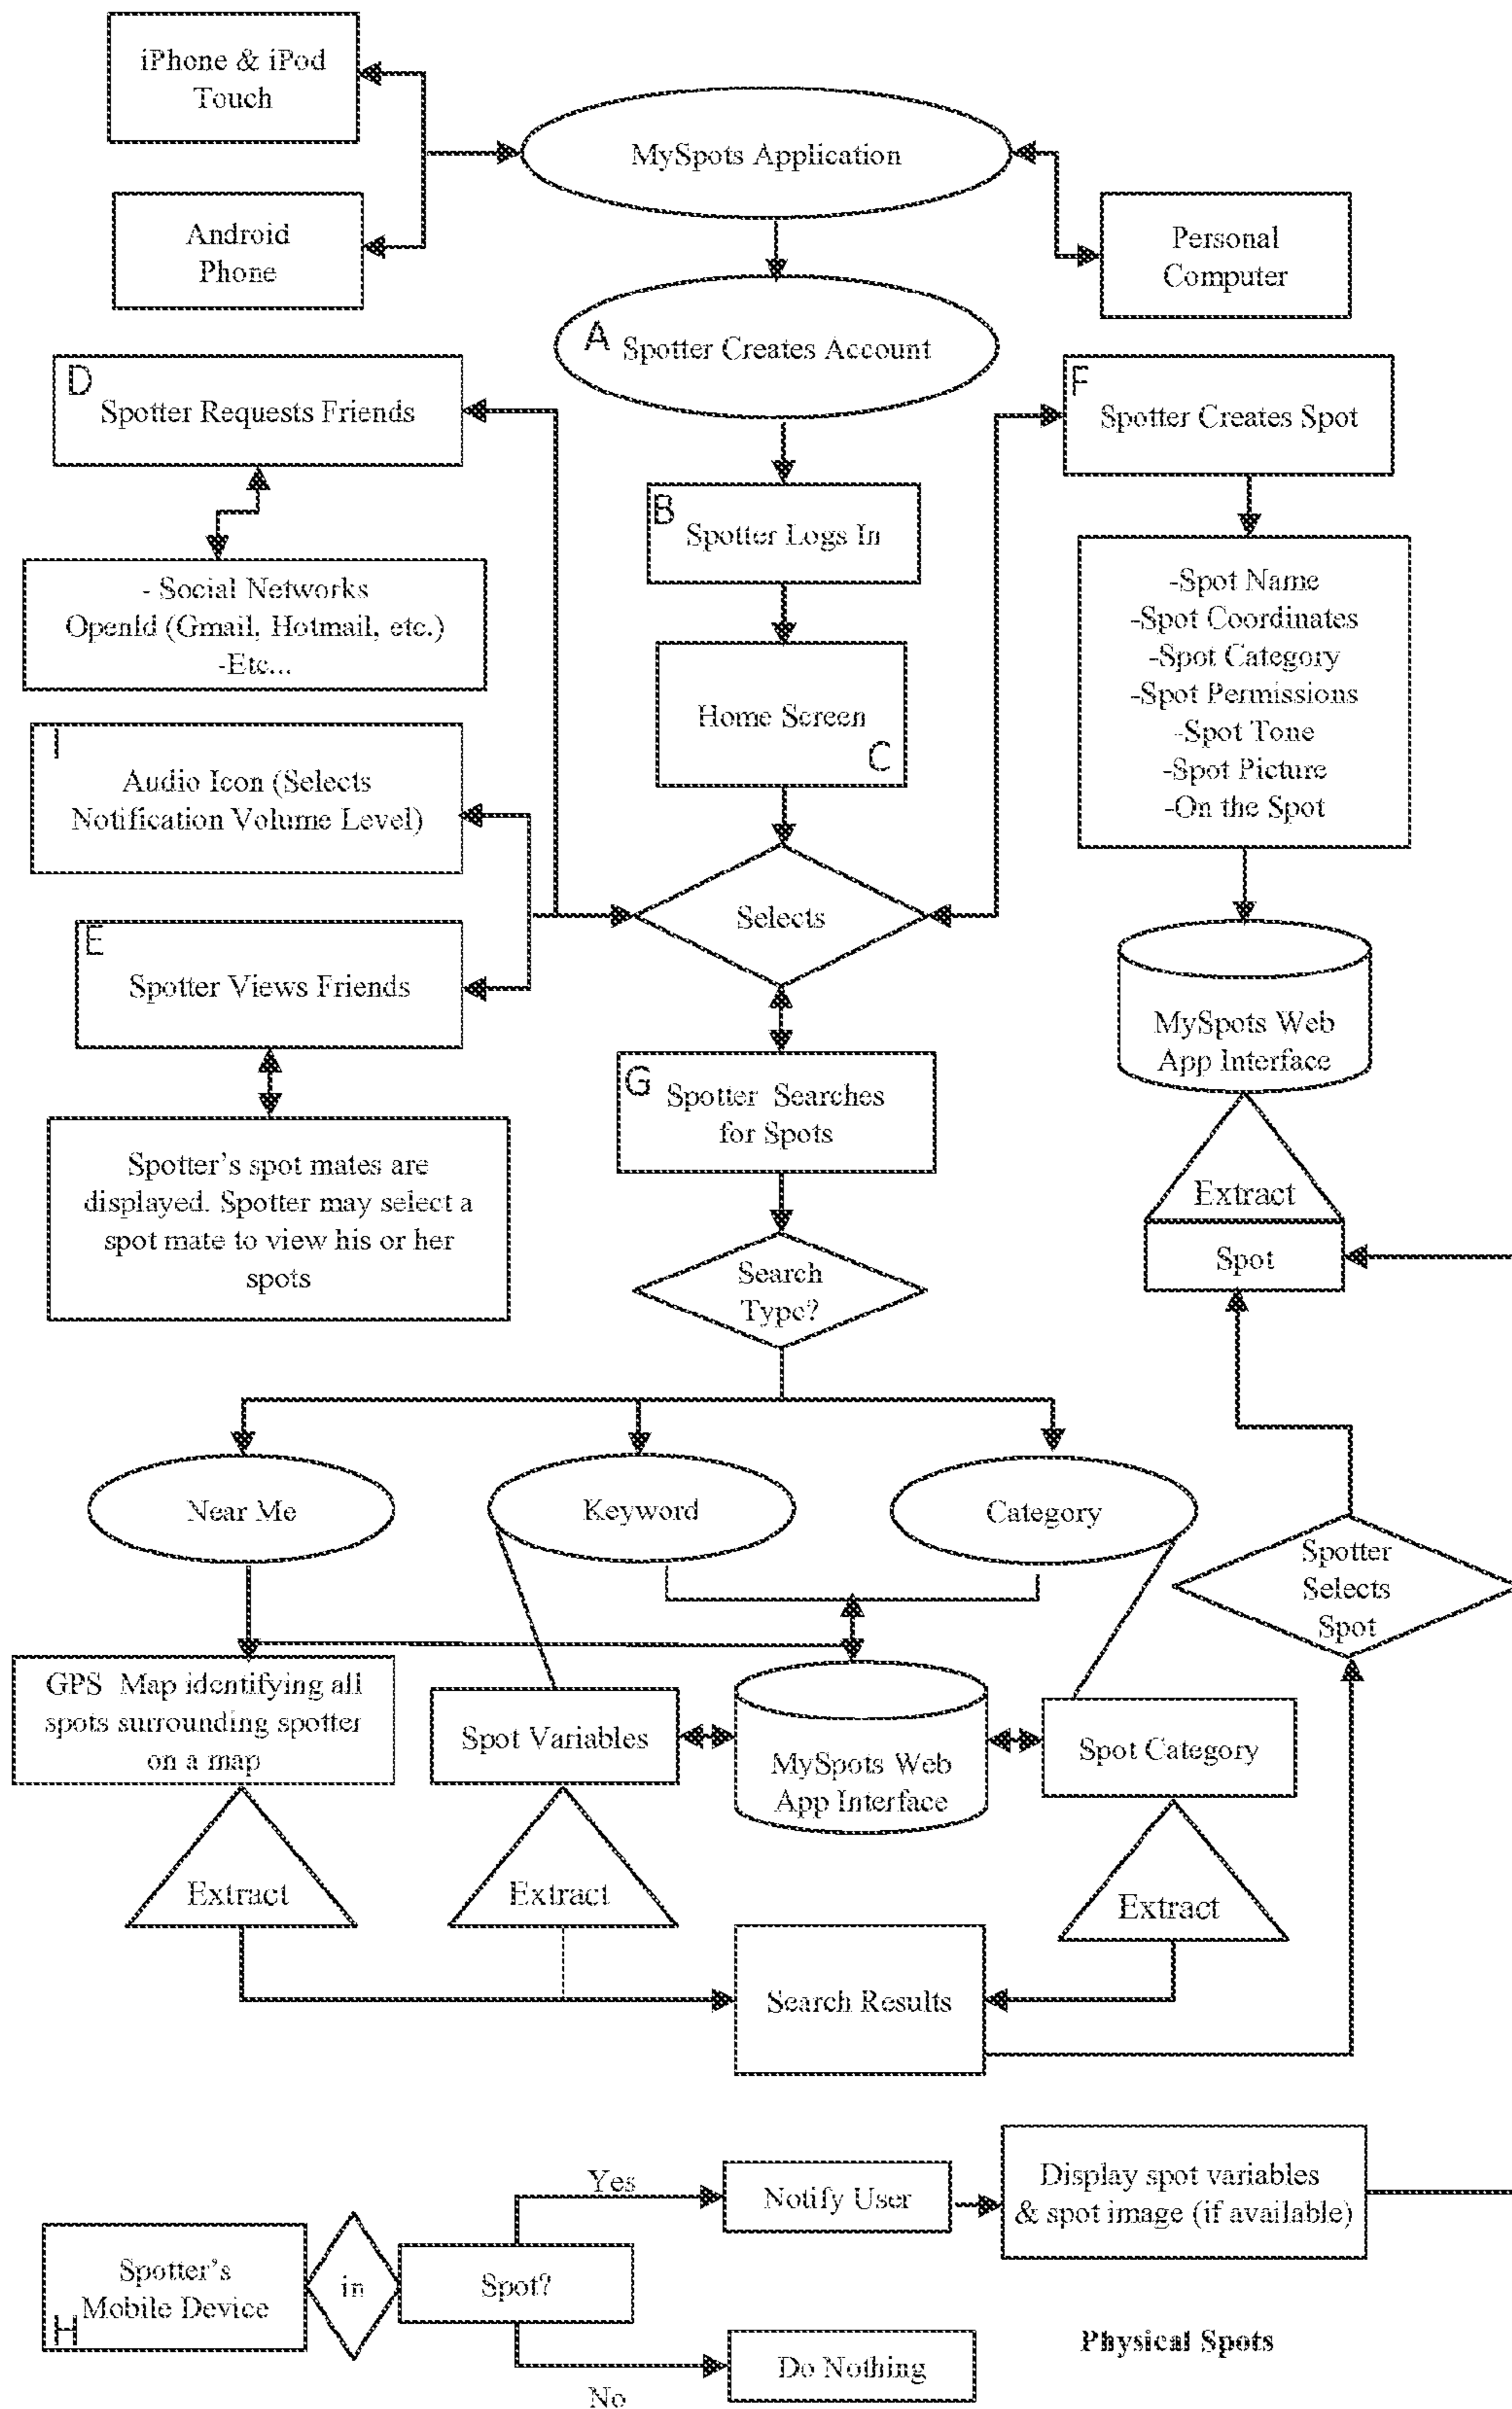 iPhone & iPod
Touch
MySpots Application
Android
Phone
Personal
Computer
A Spotter Creates Account
D
Spotter Requests Friends
F
Spotter Creates Spot
B
Spotter Logs In
- Social Networks
OpenId (Gmail, Hotmail, etc.)
-Etc...
-Spot Name
-Spot Coordinates
-Spot Category
-Spot Permissions
-Spot Tone
-Spot Picture
-On the Spot
Home Screen
C
I
Audio Icon (Selects
Notification Volume Level)
Selects
E
Spotter Views Friends
MySpots Web
App Interface
G
Spotter Searches
for Spots
Spotter's spot mates are
displayed. Spotter may select a
spot mate to view his or her
spots
Extract
Spot
Search
Type?
Near Me
Keyword
Category
Spotter
Selects
Spot
GPS Map identifying all
spots surrounding spotter
on a map
Spot Variables
MySpots Web
App Interface
Spot Category
Extract
Extract
Extract
Search Results
Yes
Notify User
Display spot variables
& spot image (if available)
Spotter's
Mobile Device
H
in
Spot?
Do Nothing
No
Physical Spots